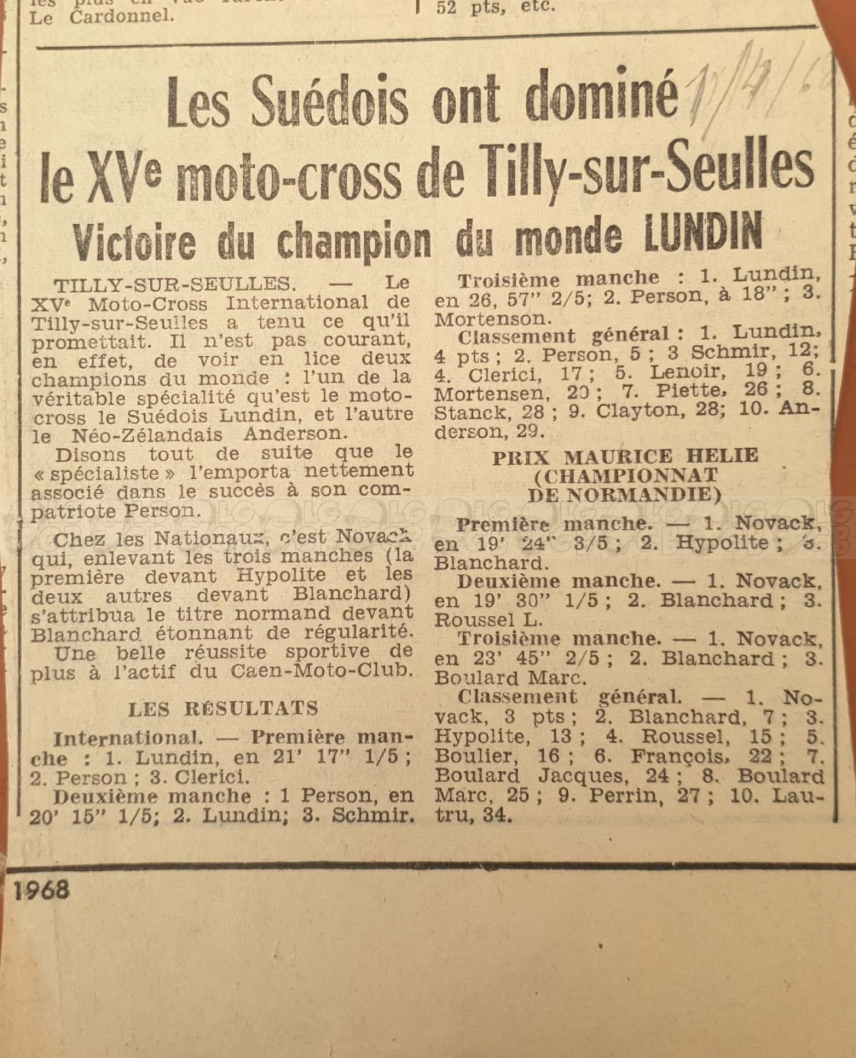 les plus en vue
Le Cardonnel.
52 pts, etc.
Les Suédois ont dominé
le XVe moto-cross de Tilly-sur-Seulles
Victoire du champion du monde LUNDIN
TILLY-SUR-SEULLES. — Le
XVe Moto-Cross International de
Tilly-sur-Seulles a tenu ce qu'il
promettait. Il n'est pas courant,
en effet, de voir en lice deux
champions du monde : l'un de la
véritable spécialité qu'est le moto-
cross le Suédois Lundin, et l'autre
le Néo-Zélandais Anderson.
Disons tout de suite que le
« spécialiste » l'emporta nettement
associé dans le succès à son com-
patriote Person.
Chez les Nationaux, c'est Novack
qui, enlevant les trois manches (la
première devant Hypolite et les
deux autres devant Blanchard)
s'attribua le titre normand devant
Blanchard étonnant de régularité.
Une belle réussite sportive de
plus à l'actif du Caen-Moto-Club.
LES RÉSULTATS
International. — Première man-
che : 1. Lundin, en 21' 17" 1/5 ;
2. Person ; 3. Clerici.
Deuxième manche : 1 Person, en
20' 15" 1/5; 2. Lundin; 3. Schmir.
Troisième manche : 1. Lundin,
en 26, 57" 2/5; 2. Person, à 18" ; 3.
Mortenson.
Classement général : 1. Lundin,
4 pts ; 2. Person, 5 ; 3 Schmir, 12;
4. Clerici, 17 ; 5. Lenoir, 19 ; 6.
Mortensen, 20 ; 7. Piette, 26 ; 8.
Stanck, 28 ; 9. Clayton, 28; 10. An-
derson, 29.
PRIX MAURICE HELIE
(CHAMPIONNAT
DE NORMANDIE)
Première manche. — 1. Novack,
en 19' 24" 3/5 ; 2. Hypolite ; 3.
Blanchard.
Deuxième manche. — 1. Novack,
en 19' 30" 1/5 ; 2. Blanchard ; 3.
Roussel L.
Troisième manche. — 1. Novack,
en 23' 45" 2/5 ; 2. Blanchard ; 3.
Boulard Marc.
Classement général. — 1. No-
vack, 3 pts ; 2. Blanchard, 7 ; 3.
Hypolite, 13 ; 4. Roussel, 15 ; 5.
Boulier, 16 ; 6. François, 22 ; 7.
Boulard Jacques, 24 ; 8. Boulard
Marc, 25 ; 9. Perrin, 27 ; 10. Lau-
tru, 34.
1968